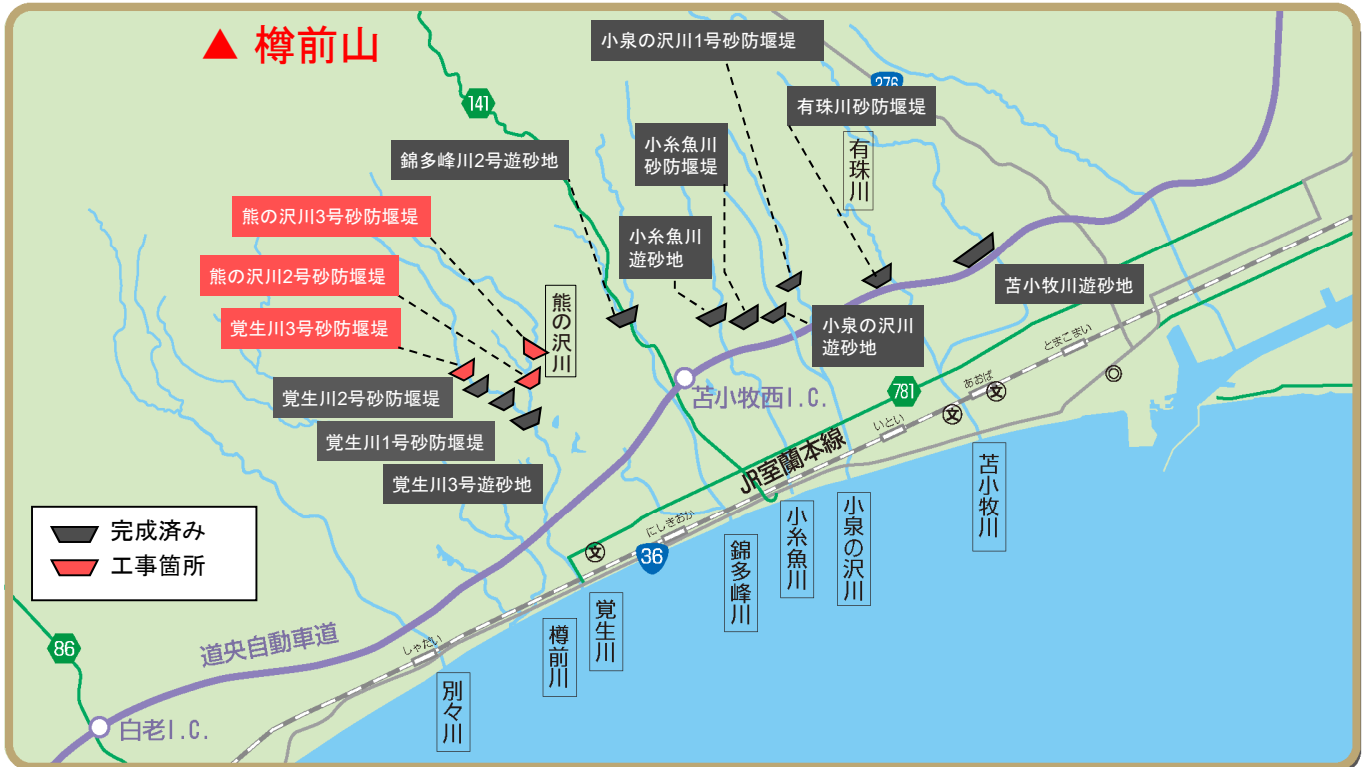 樽前山
小泉の沢川1号砂防堰堤
276
141
有珠川砂防堰堤
小糸魚川
砂防堰堤
有珠川
錦多峰川2号遊砂地
熊の沢川3号砂防堰堤
小糸魚川
遊砂地
熊の沢川2号砂防堰堤
苫小牧川遊砂地
熊の沢川
覚生川3号砂防堰堤
小泉の沢川
遊砂地
とまこまい
覚生川2号砂防堰堤
苫小牧西I.C.
781
あおば
文
文
いとい
覚生川1号砂防堰堤
JR室蘭本線
覚生川3号遊砂地
苫小牧川
小泉の沢川
小糸魚川
錦多峰川
にしきおか
36
文
完成済み
工事箇所
覚生川
樽前川
道央自動車道
しゃだい
86
別々川
白老I.C.